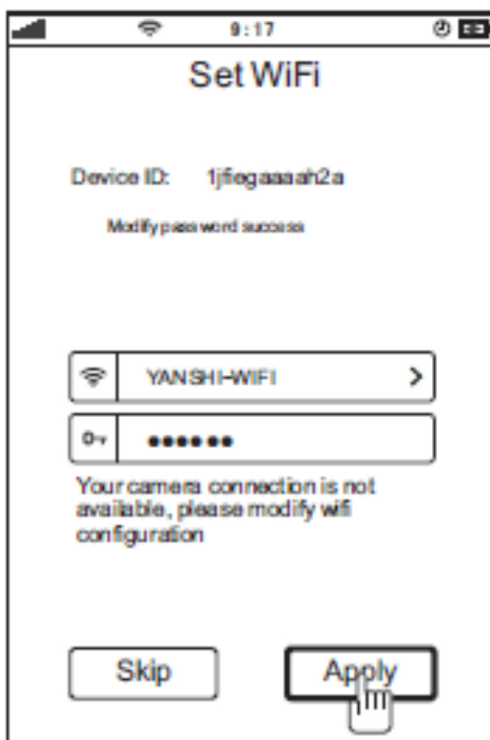 9:17
Set WiFi
Device ID: 1jfiegaaaah2a
Modify password success
YANSHI-WIFI
••••••
Your camera connection is not
available, please modify wifi
configuration
Skip Apply